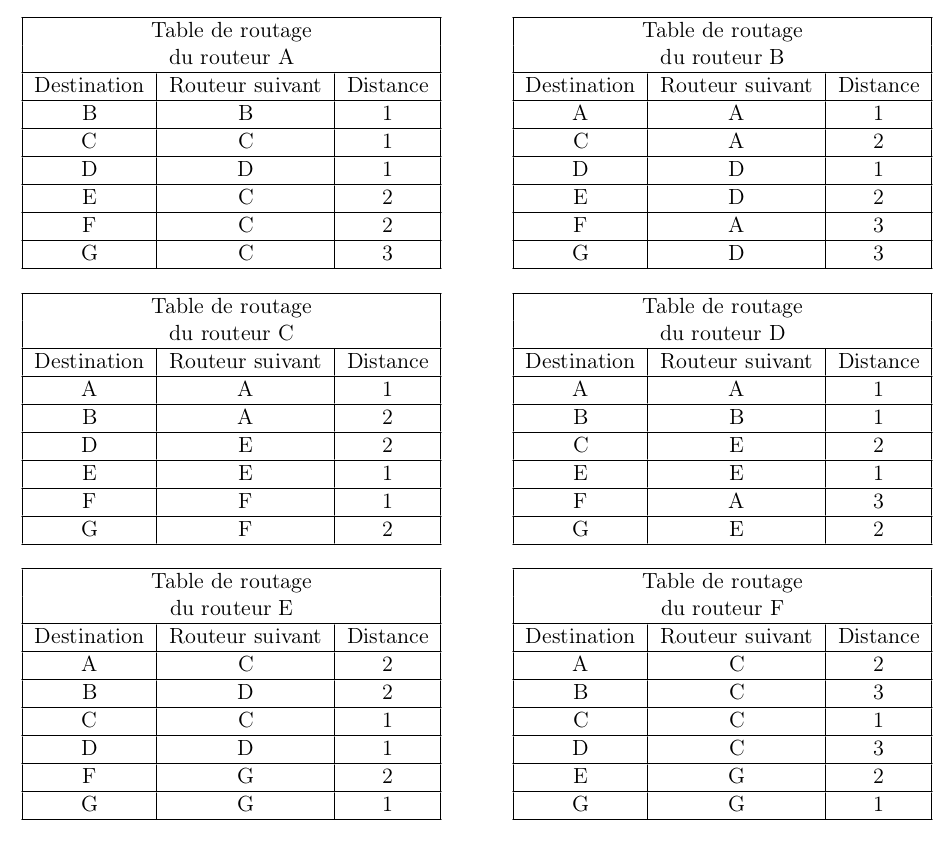 Table de routage
du routeur A
Destination Routeur suivant Distance
B B 1
C C 1
D D 1
E C 2
F C 2
G C 3
Table de routage
du routeur B
Destination Routeur suivant Distance
A A 1
C A 2
D D 1
E D 2
F A 3
G D 3
Table de routage
du routeur C
Destination Routeur suivant Distance
A A 1
B A 2
D E 2
E E 1
F F 1
G F 2
Table de routage
du routeur D
Destination Routeur suivant Distance
A A 1
B B 1
C E 2
E E 1
F A 3
G E 2
Table de routage
du routeur E
Destination Routeur suivant Distance
A C 2
B D 2
C C 1
D D 1
F G 2
G G 1
Table de routage
du routeur F
Destination Routeur suivant Distance
A C 2
B C 3
C C 1
D C 3
E G 2
G G 1